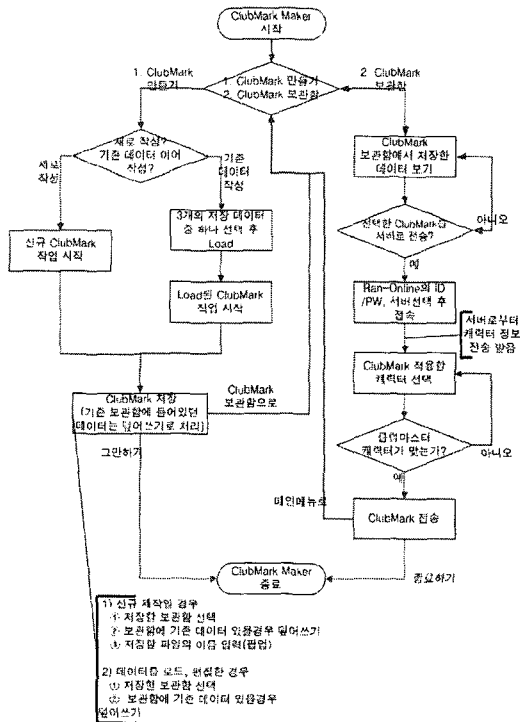 ClubMark Maker
시작
1. ClubMark
만들기
1. ClubMark 만들기
2. ClubMark 보관함
2. ClubMark
보관함
새로 작성?
기존 데이터 이어
작성?
새로
작성
기존
데이터
작성
신규 ClubMark
작업 시작
3개의 저장 데이터
중 하나 선택 후
Load
Load된 ClubMark
작업 시작
ClubMark
보관함에서 저장한
데이터 보기
선택한 ClubMark를
서버로 전송?
아니오
예
Ran-Online의 ID
/PW, 서버선택 후
접속
서버로부터
캐릭터 정보
전송 받음
ClubMark 적용할
캐릭터 선택
클럽마스터
캐릭터가 맞는가?
아니오
예
ClubMark 저장
(기존 보관함에 들어있던
데이터는 덮어쓰기로 처리)
ClubMark
보관함으로
그만하기
메인메뉴로
ClubMark 전송
ClubMark Maker
종료
종료하기
1) 신규 제작일 경우
① 저장할 보관함 선택
② 보관함에 기존 데이터 있을경우 덮어쓰기
③ 저장할 파일의 이름 입력(팝업)
2) 데이터를 로드, 편집한 경우
① 저장할 보관함 선택
② 보관함에 기존 데이터 있을경우
덮어쓰기